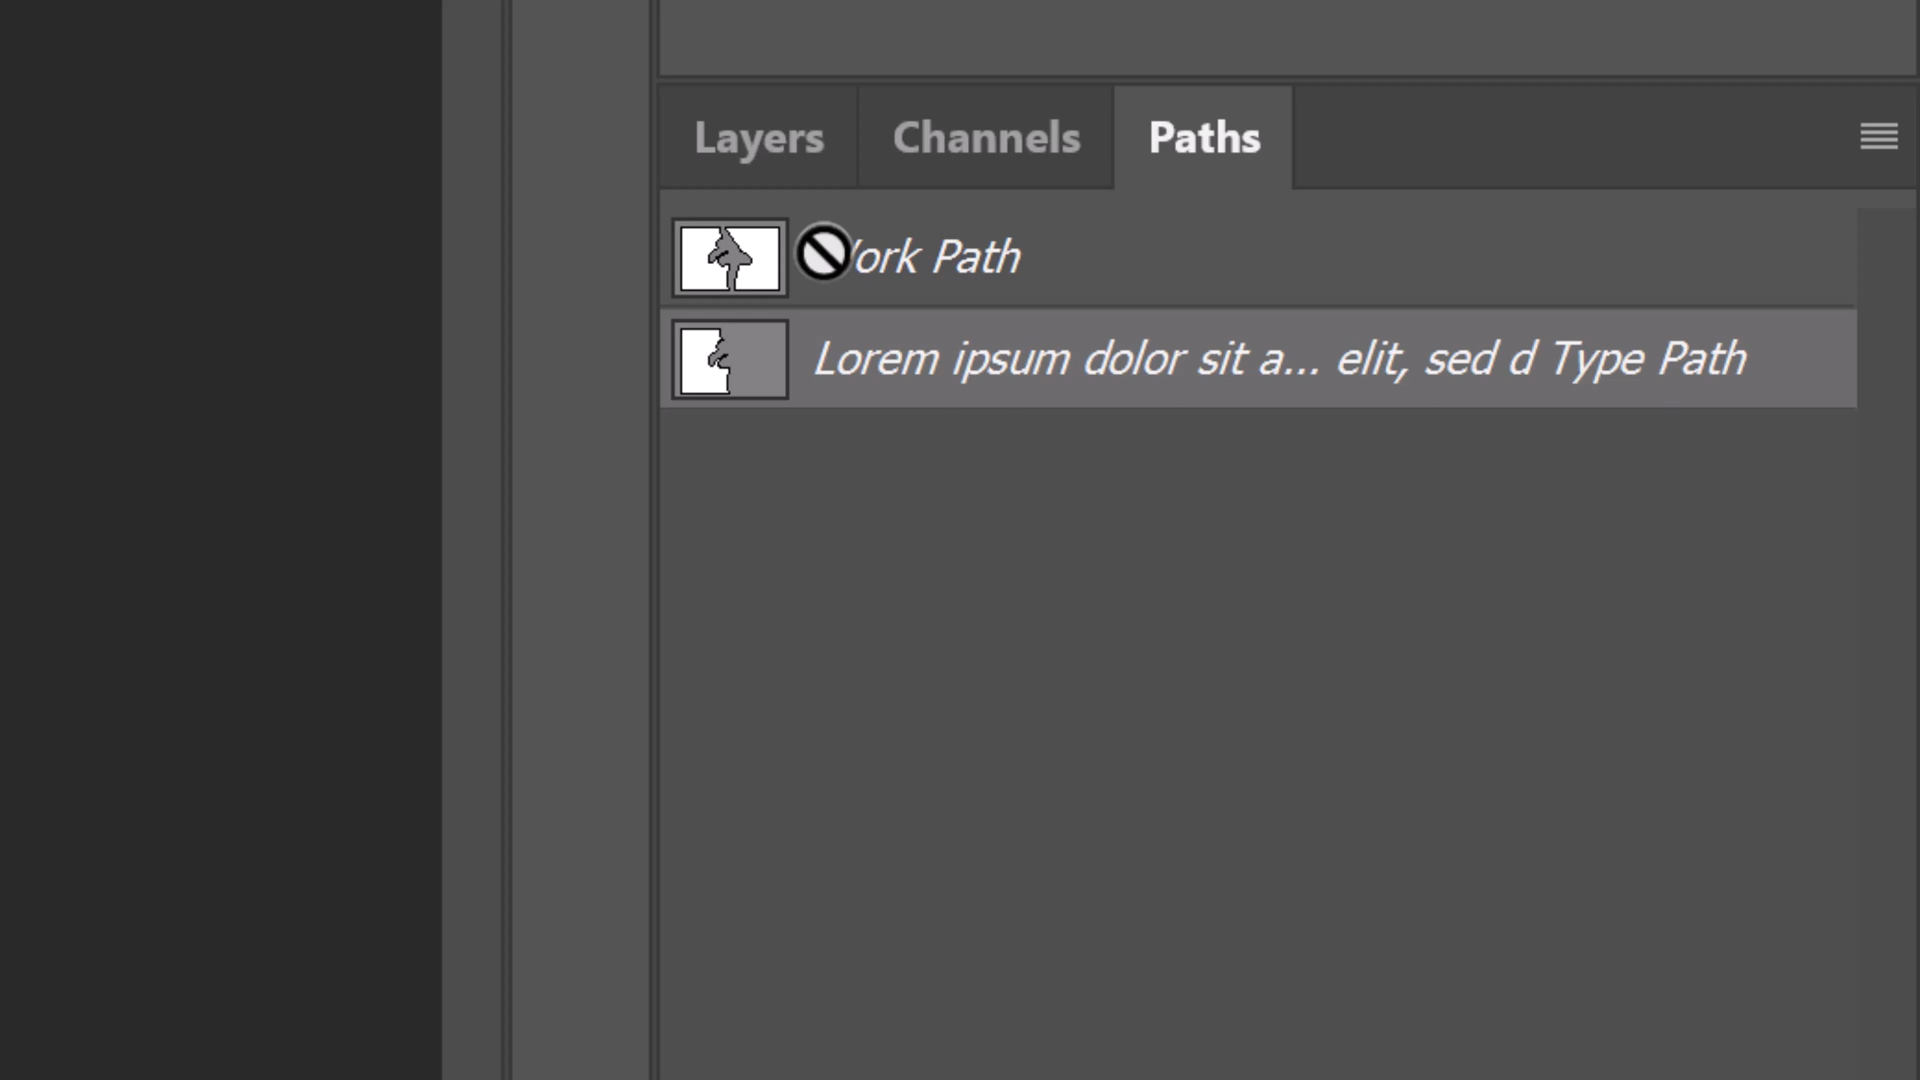 Layers Channels Paths
ork Path
Lorem ipsum dolor sit a... elit, sed d Type Path